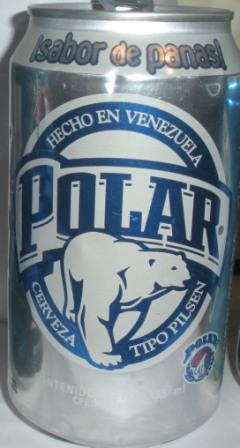 ¡sabor de panas!
HECHO EN VENEZUELA
POLAR
CERVEZA TIPO PILSEN